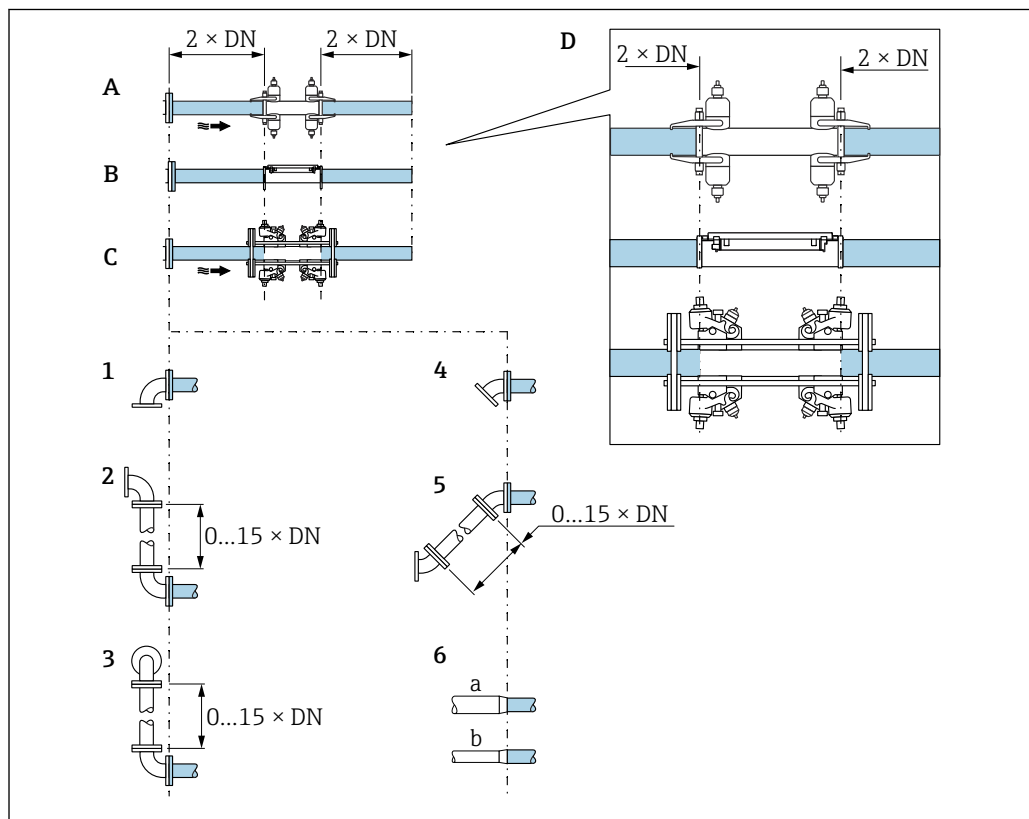 2 × DN
2 × DN
D
2 × DN
2 × DN
A
B
C
1
4
2
0...15 × DN
5
0...15 × DN
3
0...15 × DN
6
a
b